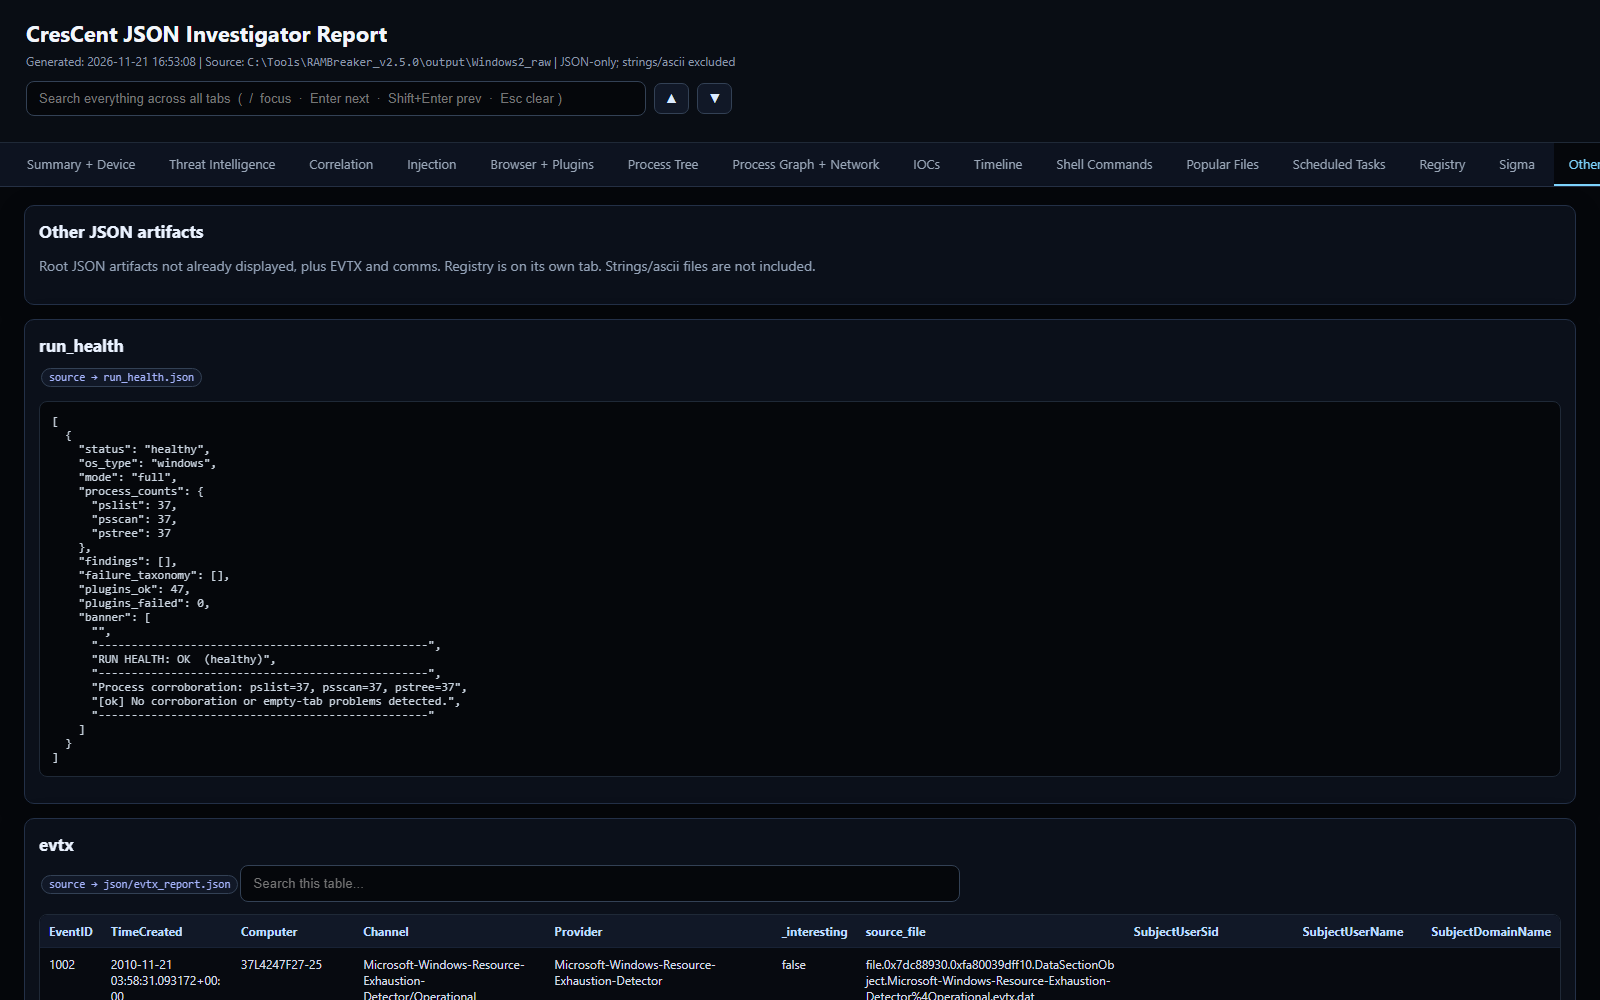 CresCent JSON Investigator Report
Generated: 2026-11-21 16:53:08 | Source: C:\Tools\RAMBreaker_v2.5.0\output\Windows2_raw | JSON-only; strings/ascii excluded
Search everything across all tabs ( / focus · Enter next · Shift+Enter prev · Esc clear ) ▲ ▼
Summary + Device Threat Intelligence Correlation Injection Browser + Plugins Process Tree Process Graph + Network IOCs Timeline Shell Commands Popular Files Scheduled Tasks Registry Sigma Other
Other JSON artifacts
Root JSON artifacts not already displayed, plus EVTX and comms. Registry is on its own tab. Strings/ascii files are not included.
run_health
source → run_health.json
[
  {
    "status": "healthy",
    "os_type": "windows",
    "mode": "full",
    "process_counts": {
      "pslist": 37,
      "psscan": 37,
      "pstree": 37
    },
    "findings": [],
    "failure_taxonomy": [],
    "plugins_ok": 47,
    "plugins_failed": 0,
    "banner": [
      "",
      "--------------------------------------------------",
      "RUN HEALTH: OK  (healthy)",
      "--------------------------------------------------",
      "Process corroboration: pslist=37, psscan=37, pstree=37",
      "[ok] No corroboration or empty-tab problems detected.",
      "--------------------------------------------------"
    ]
  }
]
evtx
source → json/evtx_report.json Search this table...
EventID TimeCreated Computer Channel Provider _interesting source_file SubjectUserSid SubjectUserName SubjectDomainName
1002 2010-11-21 37L4247F27-25 Microsoft-Windows-Resource- Microsoft-Windows-Resource- false file.0x7dc88930.0xfa80039dff10.DataSectionOb
03:58:31.093172+00: Exhaustion- Exhaustion-Detector ject.Microsoft-Windows-Resource-Exhaustion-
00 Detector/Operational Detector%4Operational.evtx.dat